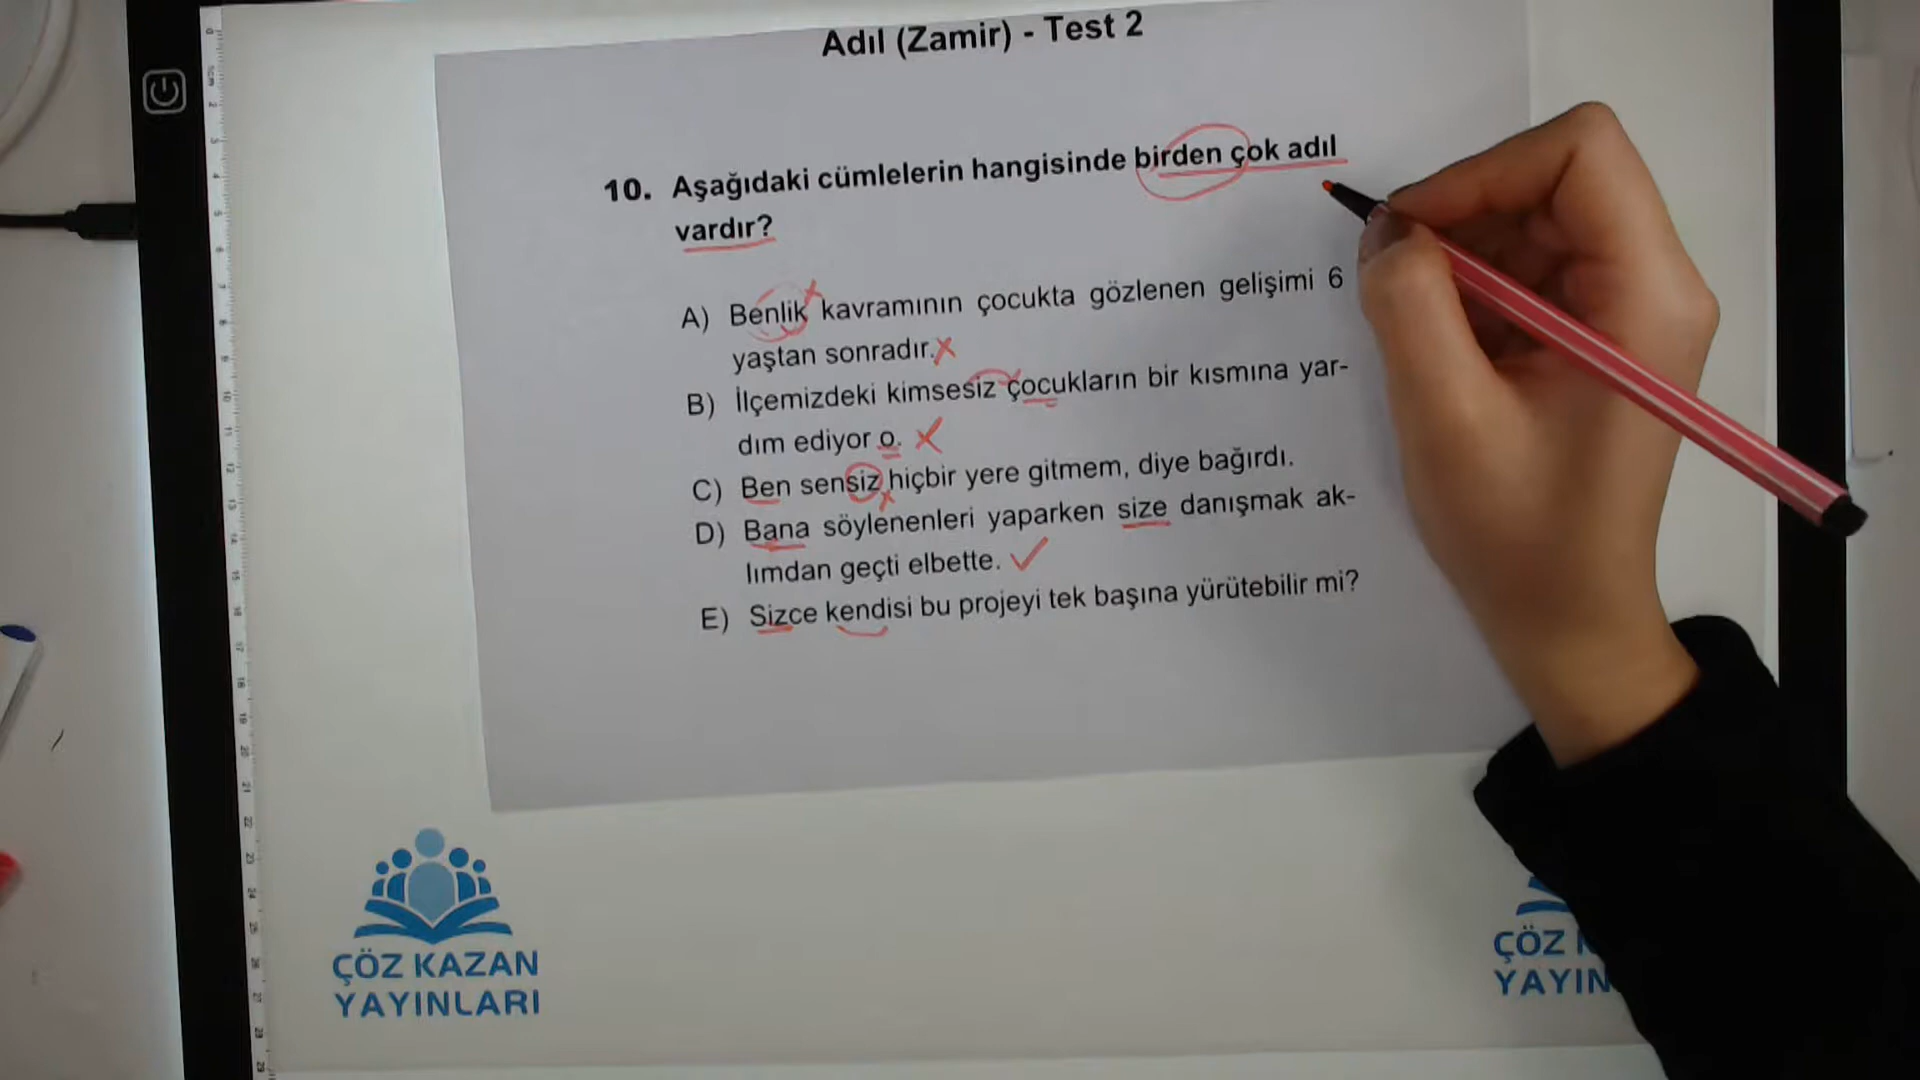 Adıl (Zamir) - Test 2
10. Aşağıdaki cümlelerin hangisinde birden çok adıl
vardır?
A) Benlik kavramının çocukta gözlenen gelişimi 6
yaştan sonradır.
B) İlçemizdeki kimsesiz çocukların bir kısmına yar-
dım ediyor o.
C) Ben sensiz hiçbir yere gitmem, diye bağırdı.
D) Bana söylenenleri yaparken size danışmak ak-
lımdan geçti elbette.
E) Sizce kendisi bu projeyi tek başına yürütebilir mi?
ÇÖZ KAZAN
YAYINLARI
ÇÖZ K
YAYIN